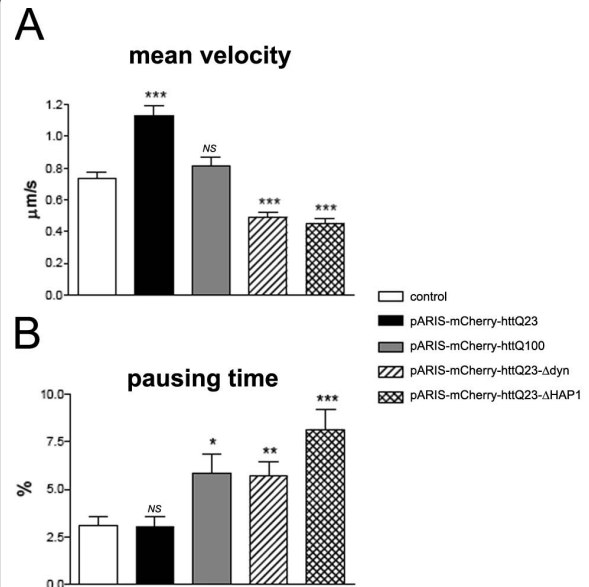 A
mean velocity
μm/s
1.2
1.0
0.8
0.6
0.4
0.2
0.0
***
NS
***
***
control
pARIS-mCherry-httQ23
pARIS-mCherry-httQ100
pARIS-mCherry-httQ23-Δdyn
pARIS-mCherry-httQ23-ΔHAP1
B
pausing time
%
10.0
7.5
5.0
2.5
0.0
NS
*
**
***